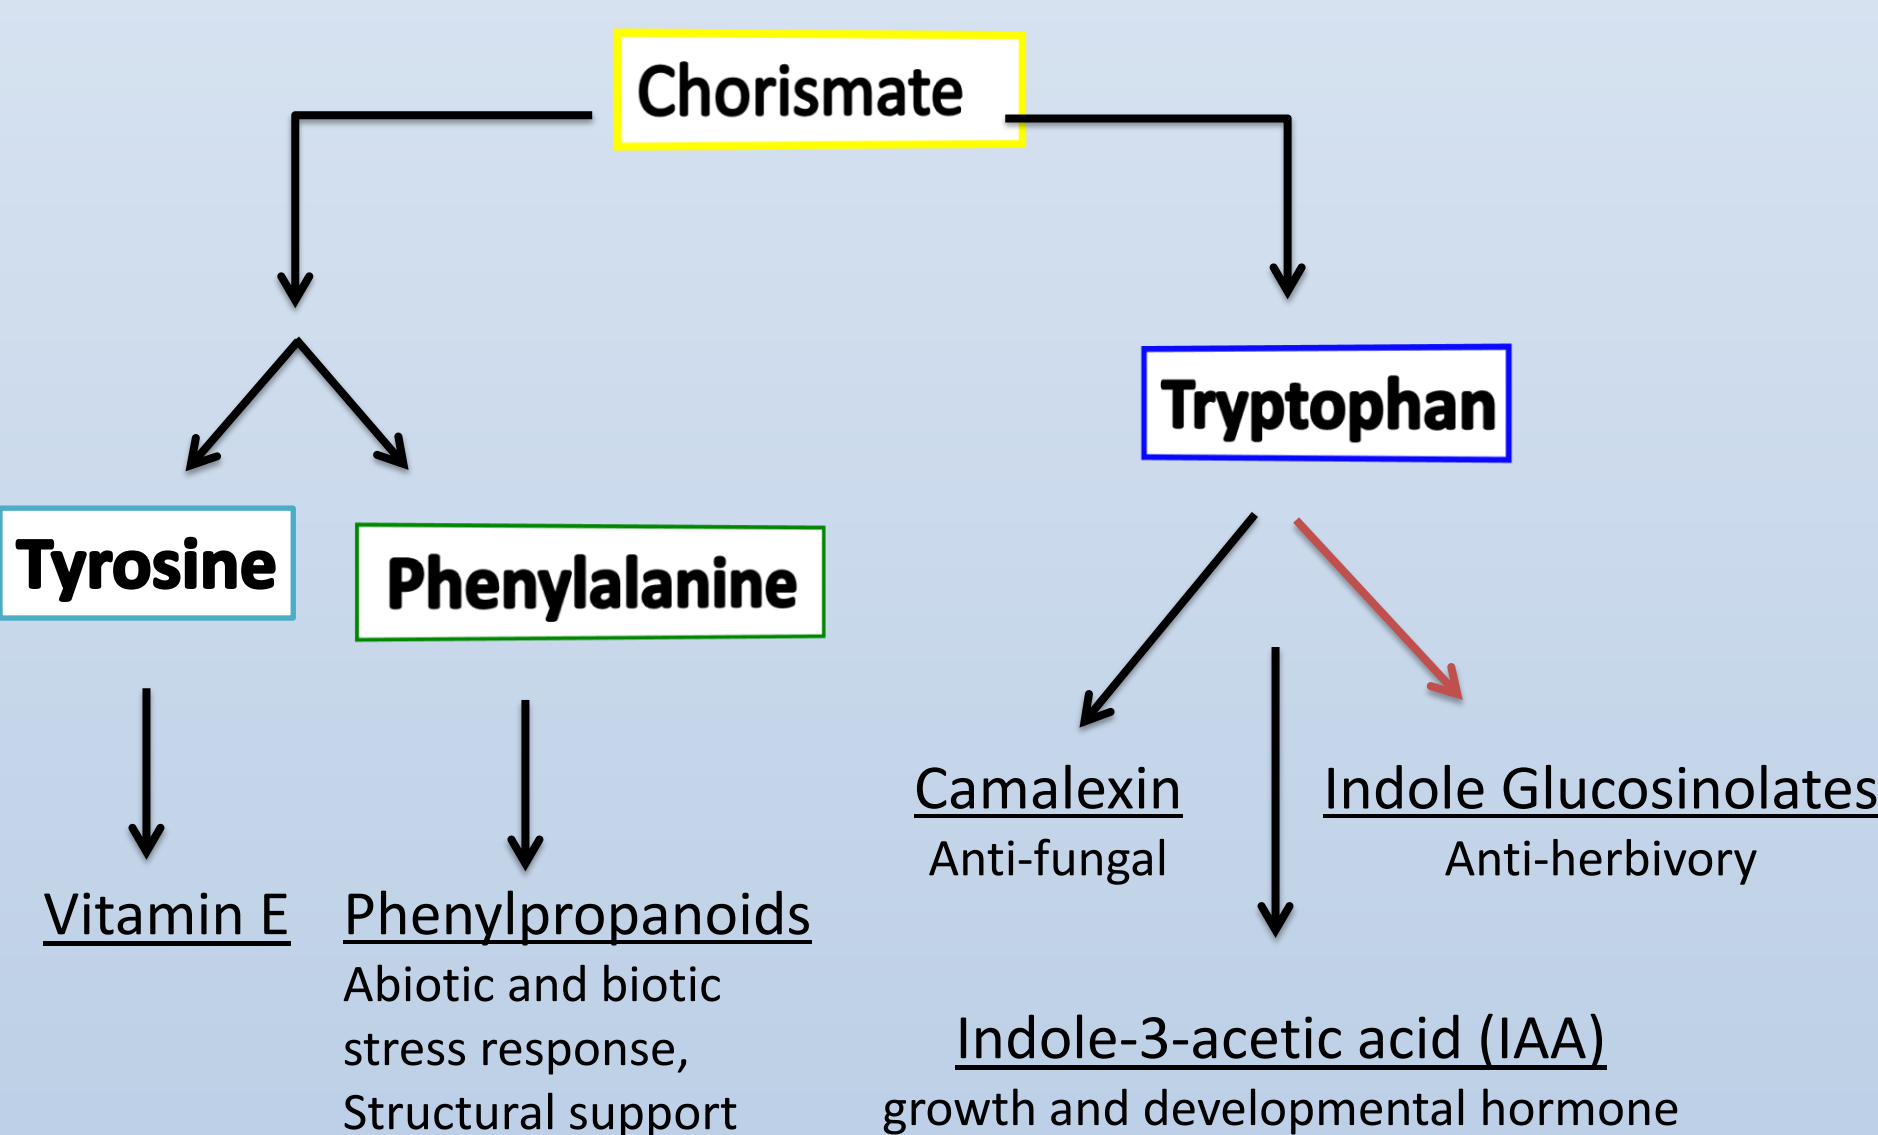 Chorismate
Tryptophan
Tyrosine
Phenylalanine
Camalexin
Anti-fungal
Indole Glucosinolates
Anti-herbivory
Vitamin E
Phenylpropanoids
Abiotic and biotic
stress response,
Structural support
Indole-3-acetic acid (IAA)
growth and developmental hormone